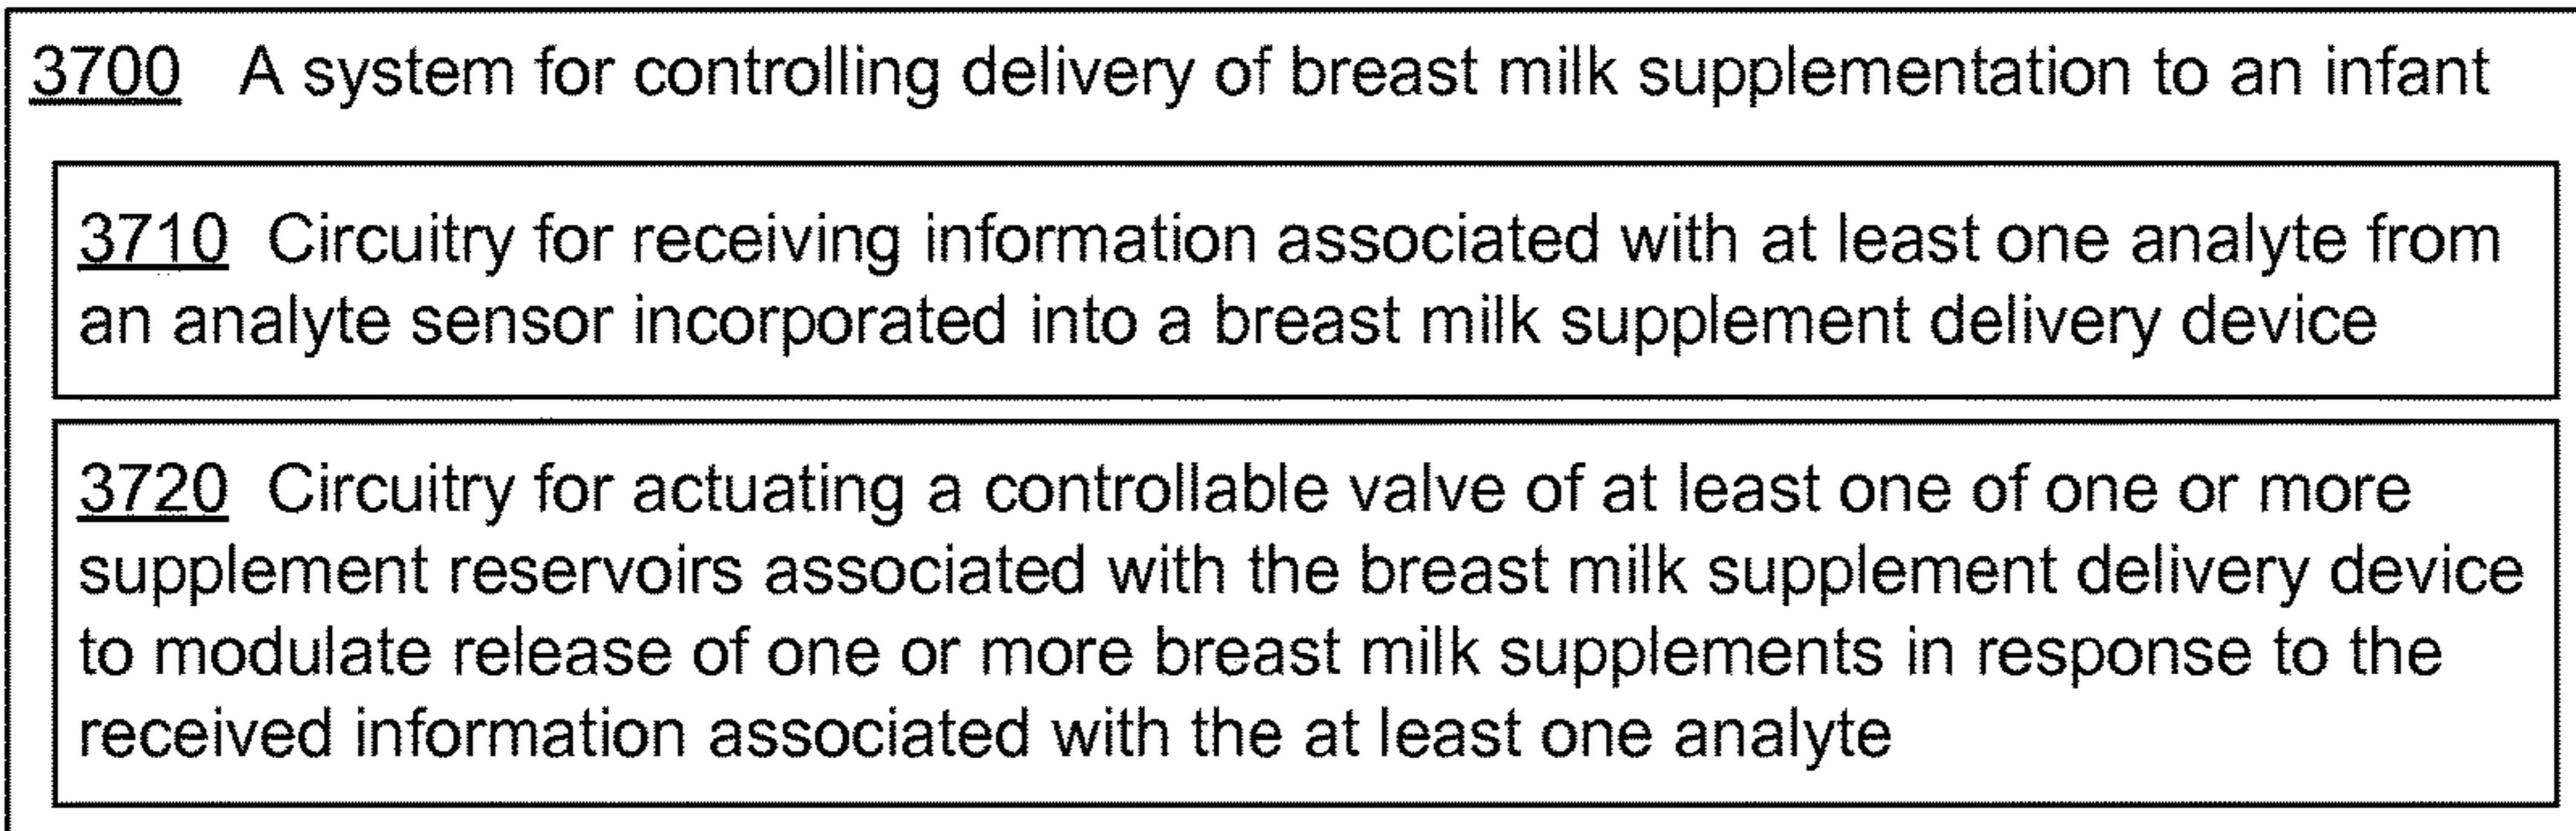 3700 A system for controlling delivery of breast milk supplementation to an infant
3710 Circuitry for receiving information associated with at least one analyte from
an analyte sensor incorporated into a breast milk supplement delivery device
3720 Circuitry for actuating a controllable valve of at least one of one or more
supplement reservoirs associated with the breast milk supplement delivery device
to modulate release of one or more breast milk supplements in response to the
received information associated with the at least one analyte